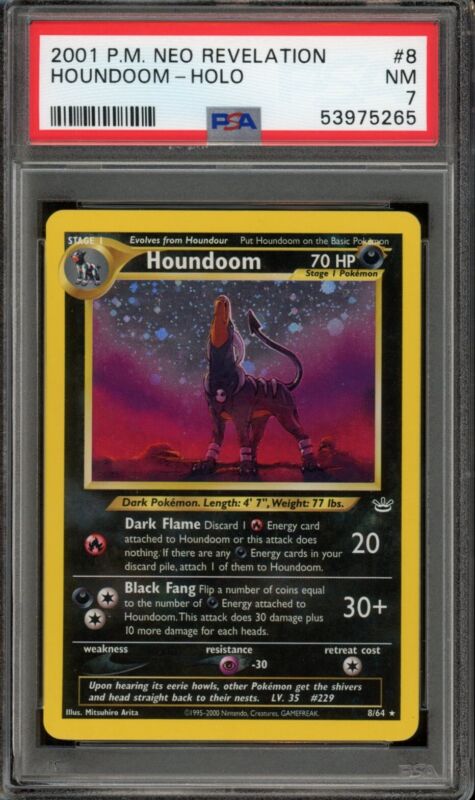 2001 P.M. NEO REVELATION #8
HOUNDOOM – HOLO NM
7
PSA 53975265
STAGE 1 Evolves from Houndour Put Houndoom on the Basic Pokémon
Houndoom 70 HP
Stage 1 Pokémon
Dark Pokémon. Length: 4' 7", Weight: 77 lbs.
Dark Flame Discard 1 Energy card
attached to Houndoom or this attack does
nothing. If there are any Energy cards in your
discard pile, attach 1 of them to Houndoom.
20
Black Fang Flip a number of coins equal
to the number of Energy attached to
Houndoom. This attack does 30 damage plus
10 more damage for each heads.
30+
weakness resistance retreat cost
-30
Upon hearing its eerie howls, other Pokémon get the shivers
and head straight back to their nests. LV. 35 #229
Illus. Mitsuhiro Arita ©1995-2000 Nintendo, Creatures, GAMEFREAK. 8/64 ★
PSA